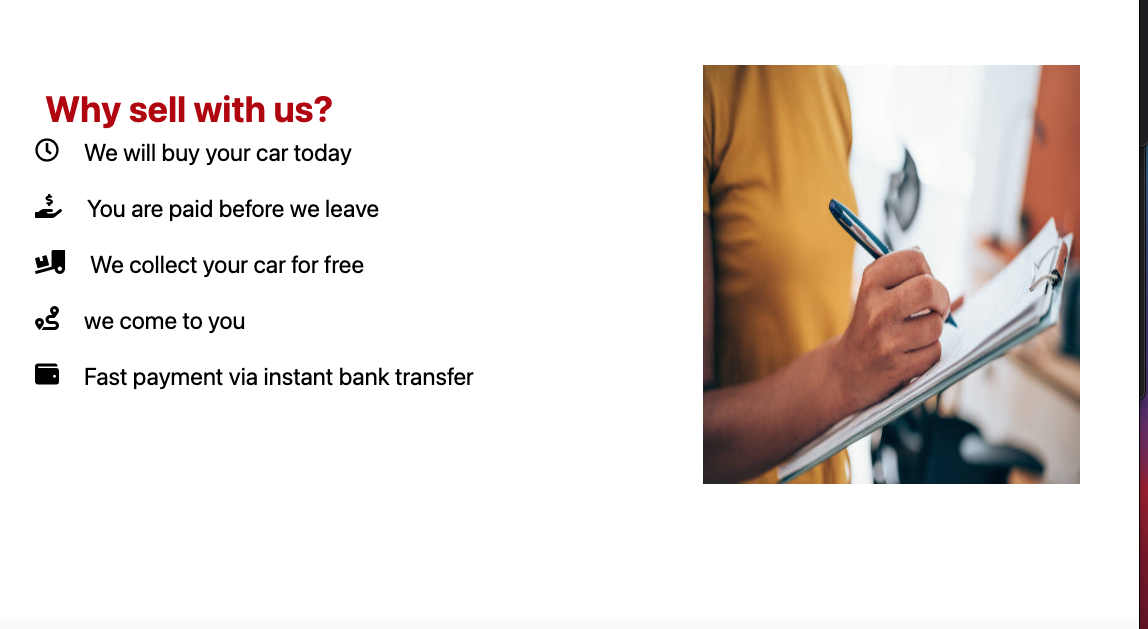 Why sell with us?
We will buy your car today
You are paid before we leave
We collect your car for free
we come to you
Fast payment via instant bank transfer